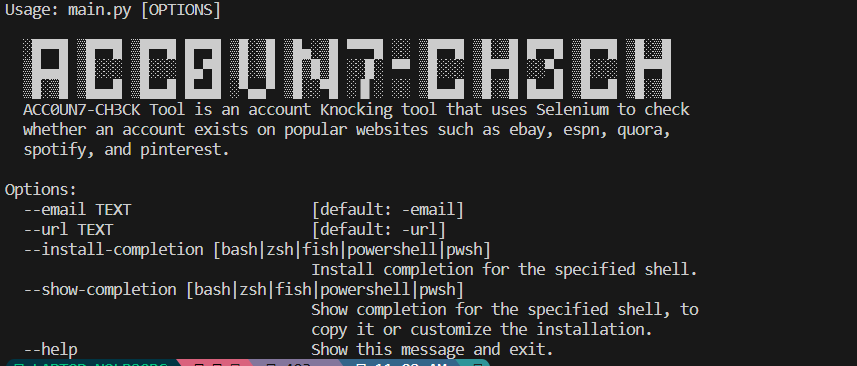 Usage: main.py [OPTIONS]
ACC0UN7-CH3CH
ACC0UN7-CH3CK Tool is an account Knocking tool that uses Selenium to check
whether an account exists on popular websites such as ebay, espn, quora,
spotify, and pinterest.
Options:
--email TEXT [default: -email]
--url TEXT [default: -url]
--install-completion [bash|zsh|fish|powershell|pwsh]
Install completion for the specified shell.
--show-completion [bash|zsh|fish|powershell|pwsh]
Show completion for the specified shell, to
copy it or customize the installation.
--help Show this message and exit.